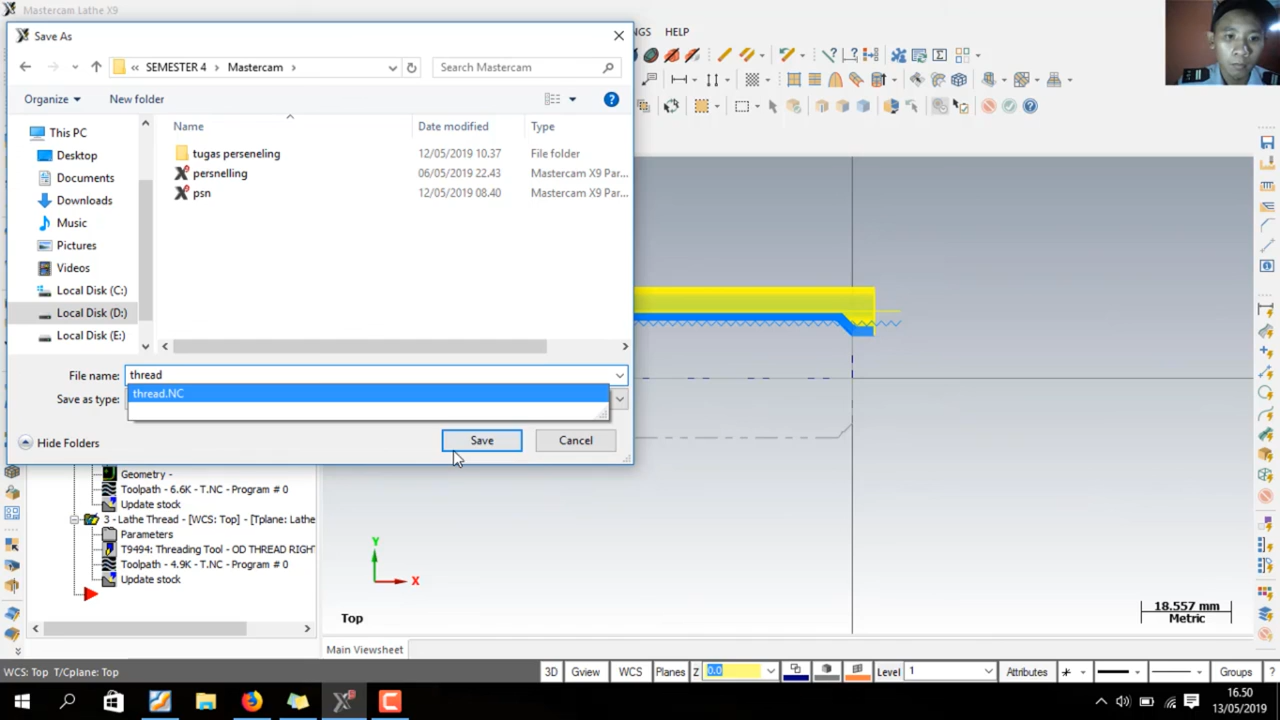 Mastercam Lathe X9
Save As
NGS HELP
« SEMESTER 4 > Mastercam >
Search Mastercam
Organize
New folder
Name
Date modified
Type
This PC
Desktop
Documents
Downloads
Music
Pictures
Videos
Local Disk (C:)
Local Disk (D:)
Local Disk (E:)
tugas perseneling 12/05/2019 10.37 File folder
persnelling 06/05/2019 22.43 Mastercam X9 Par...
psn 12/05/2019 08.40 Mastercam X9 Par...
File name: thread
thread.NC
Save as type:
Hide Folders
Save
Cancel
Geometry -
Toolpath - 6.6K - T.NC - Program # 0
Update stock
3 - Lathe Thread - [WCS: Top] - [Tplane: Lathe
Parameters
T9494: Threading Tool - OD THREAD RIGHT
Toolpath - 4.9K - T.NC - Program # 0
Update stock
Y
X
Top
18.557 mm
Metric
Main Viewsheet
WCS: Top T/Cplane: Top
3D Gview WCS Planes Z 0.0 Level 1 Attributes Groups ?
16.50
13/05/2019